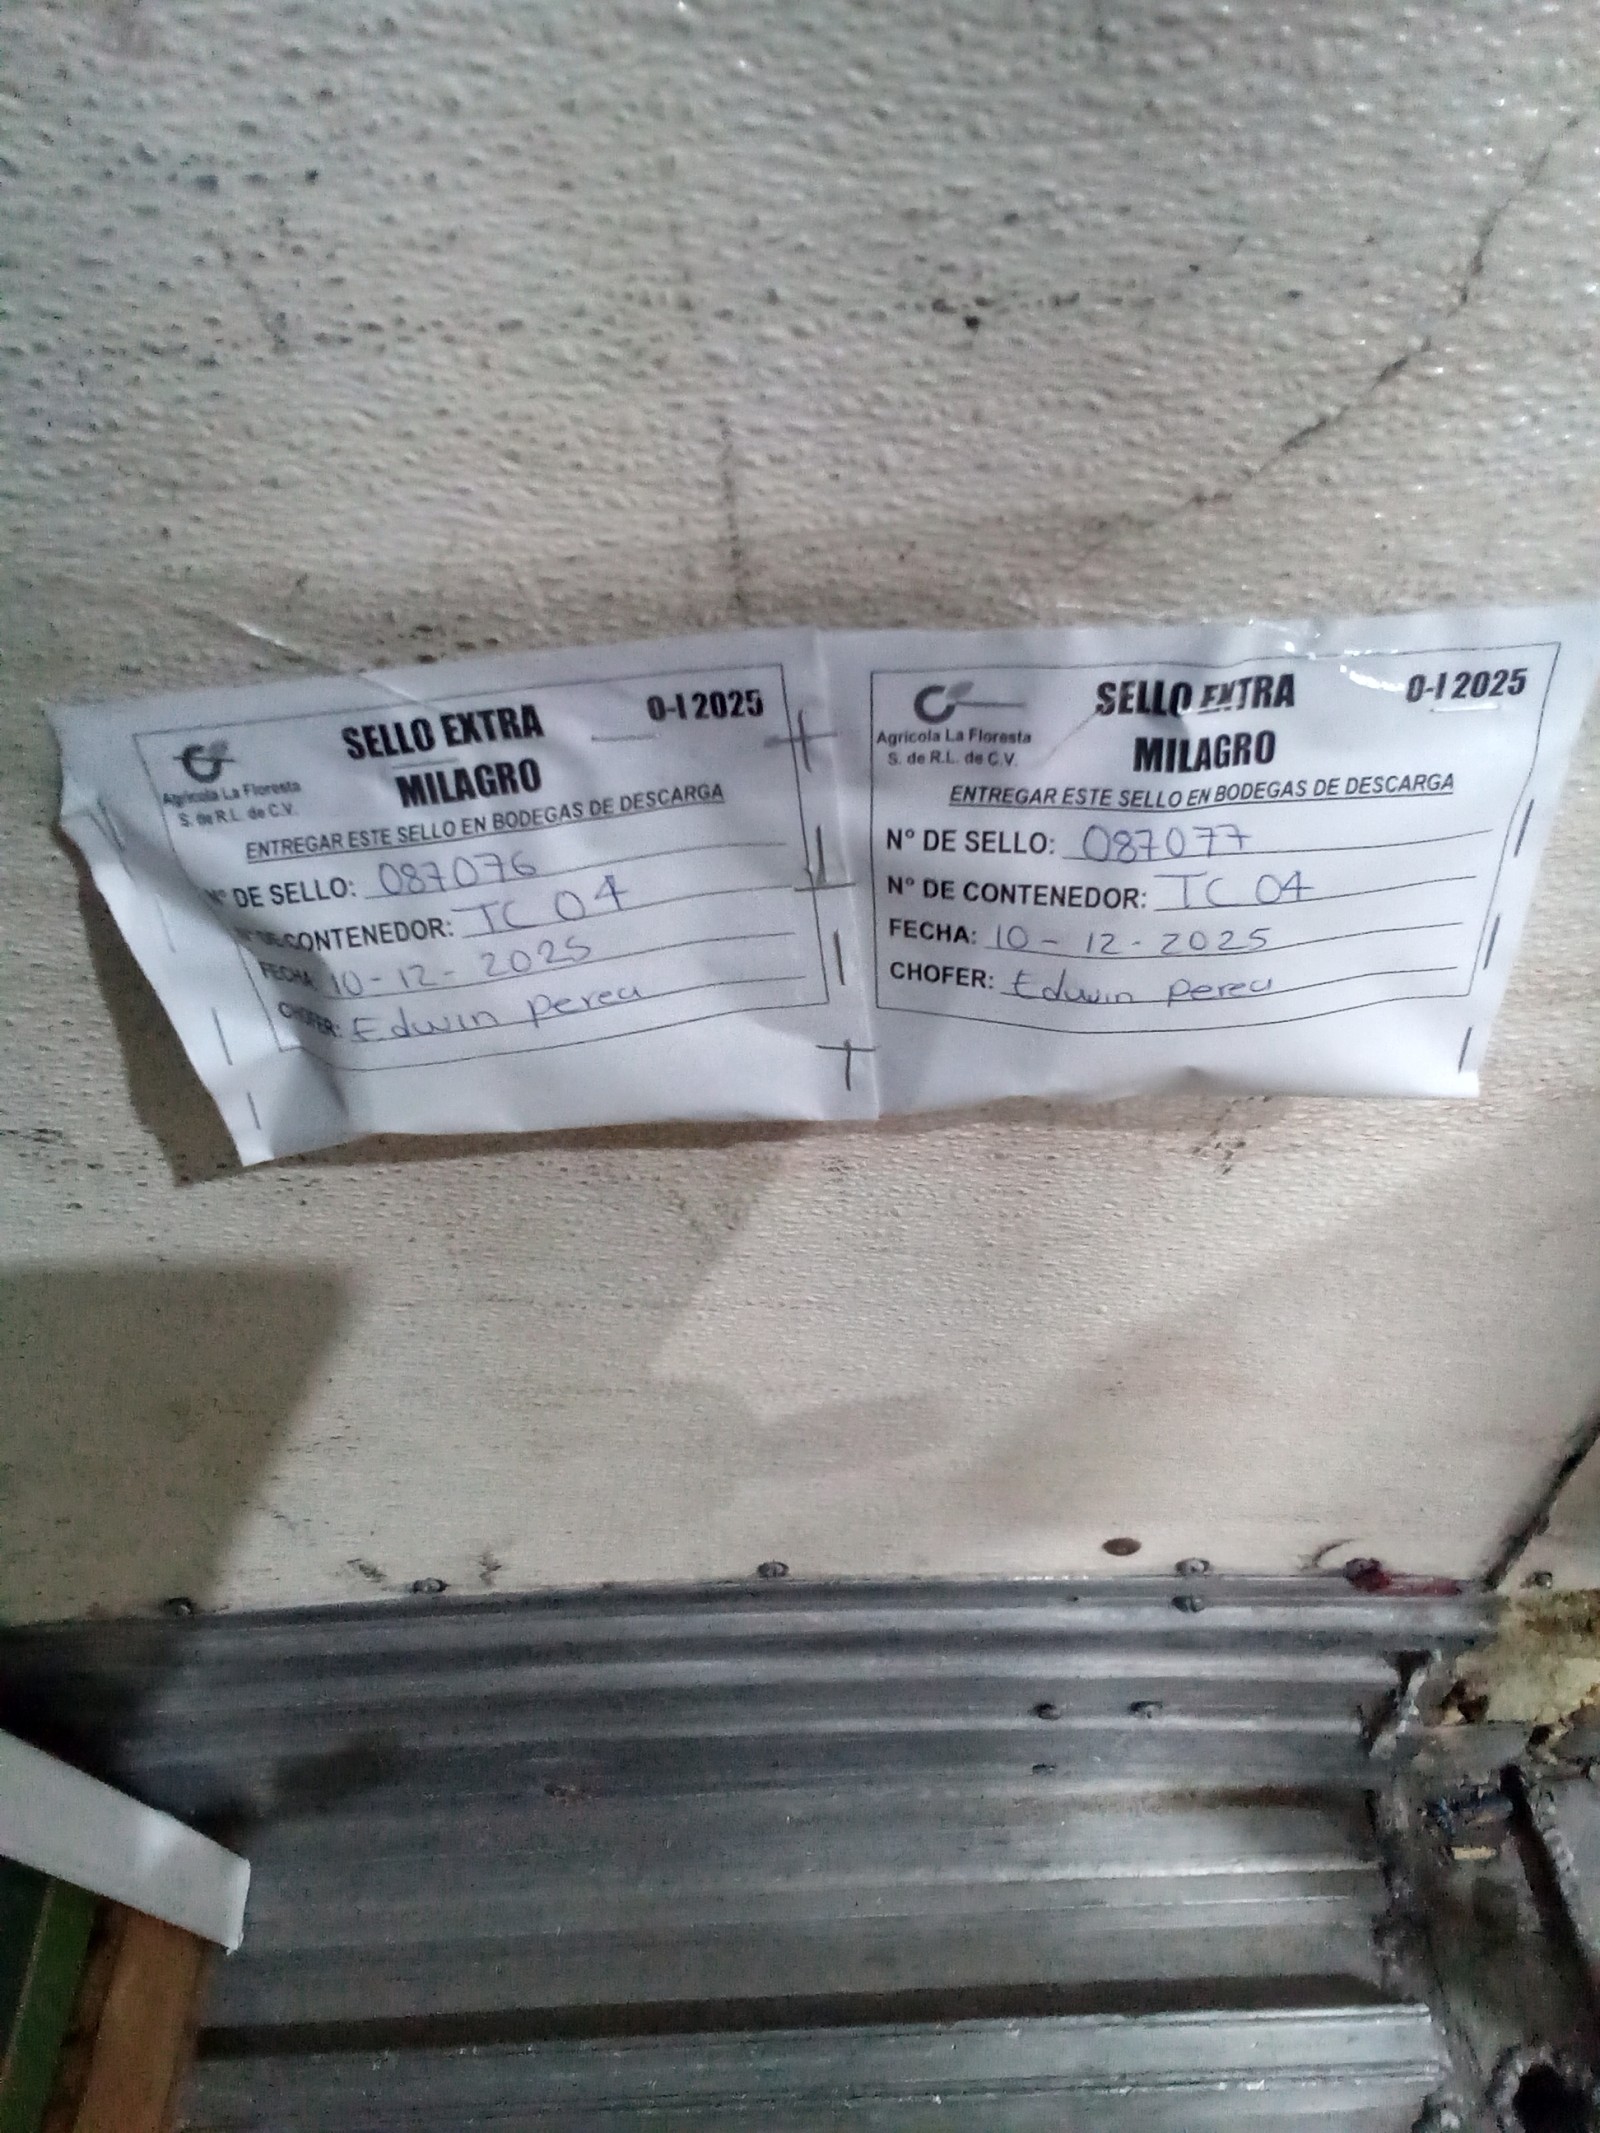 Agricola La Floresta
S. de R.L. de C.V.
SELLO EXTRA
MILAGRO
O-I 2025
ENTREGAR ESTE SELLO EN BODEGAS DE DESCARGA
N° DE SELLO: 087076
N° DE CONTENEDOR: TC 04
FECHA: 10-12-2025
CHOFER: Edwin Perea
Agricola La Floresta
S. de R.L. de C.V.
SELLO EXTRA
MILAGRO
O-I 2025
ENTREGAR ESTE SELLO EN BODEGAS DE DESCARGA
N° DE SELLO: 087077
N° DE CONTENEDOR: TC 04
FECHA: 10-12-2025
CHOFER: Edwin Perea